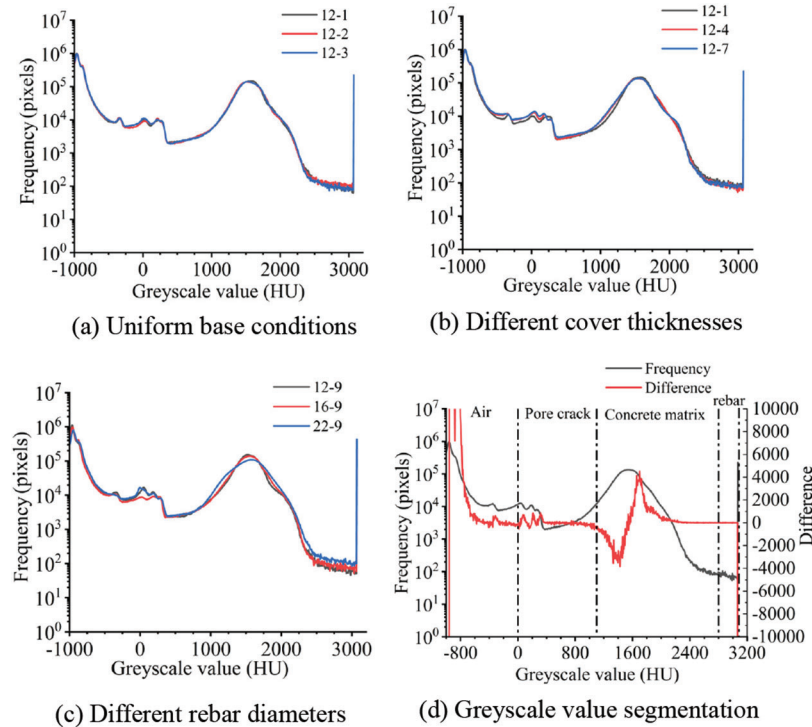 12-1
12-2
12-3
10^7
10^6
10^5
10^4
10^3
10^2
10^1
10^0
Frequency (pixels)
-1000 0 1000 2000 3000
Greyscale value (HU)
(a) Uniform base conditions
12-1
12-4
12-7
10^7
10^6
10^5
10^4
10^3
10^2
10^1
10^0
Frequency (pixels)
-1000 0 1000 2000 3000
Greyscale value (HU)
(b) Different cover thicknesses
12-9
16-9
22-9
10^7
10^6
10^5
10^4
10^3
10^2
10^1
10^0
Frequency (pixels)
-1000 0 1000 2000 3000
Greyscale value (HU)
(c) Different rebar diameters
Frequency
Difference
Air Pore crack Concrete matrix rebar
10^7
10^6
10^5
10^4
10^3
10^2
10^1
10^0
Frequency (pixels)
10000
8000
6000
4000
2000
0
-2000
-4000
-6000
-8000
-10000
Difference
-800 0 800 1600 2400 3200
Greyscale value (HU)
(d) Greyscale value segmentation